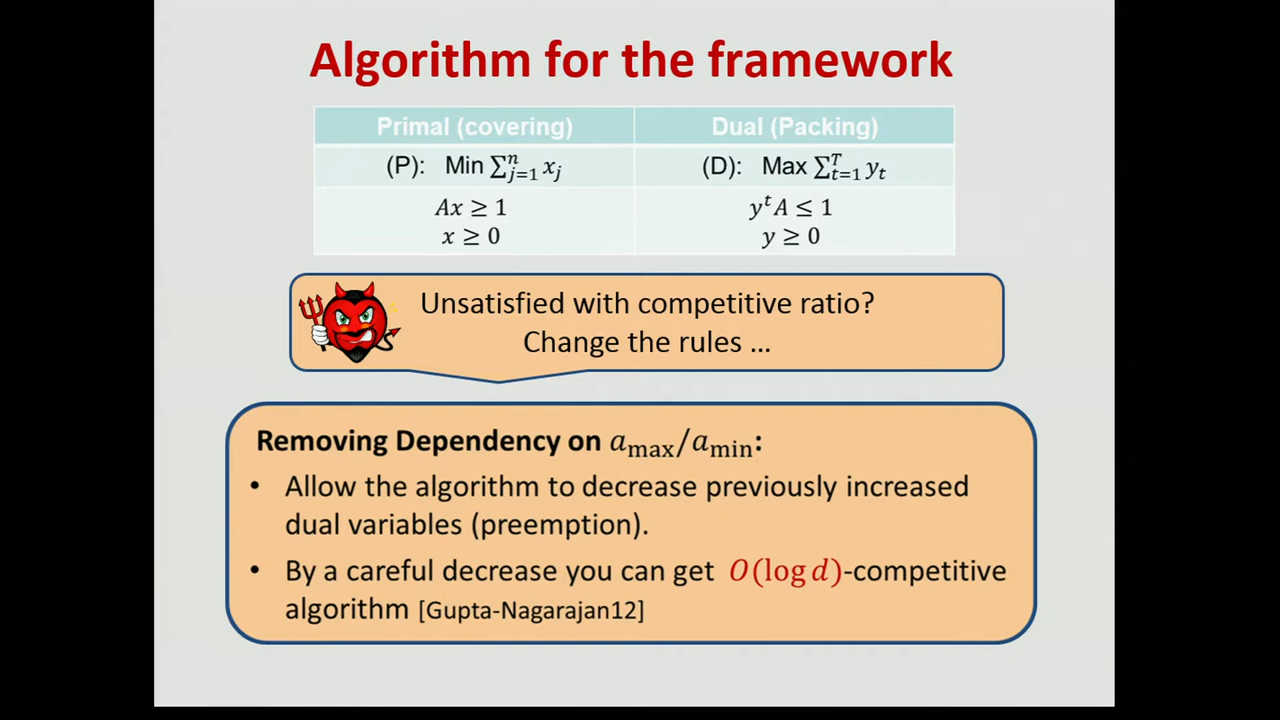 Algorithm for the framework
Primal (covering) Dual (Packing)
(P): Min ∑_{j=1}^{n} x_j (D): Max ∑_{t=1}^{T} y_t
Ax ≥ 1 y^t A ≤ 1
x ≥ 0 y ≥ 0
Unsatisfied with competitive ratio?
Change the rules …
Removing Dependency on a_max/a_min:
• Allow the algorithm to decrease previously increased
dual variables (preemption).
• By a careful decrease you can get O(log d)-competitive
algorithm [Gupta-Nagarajan12]